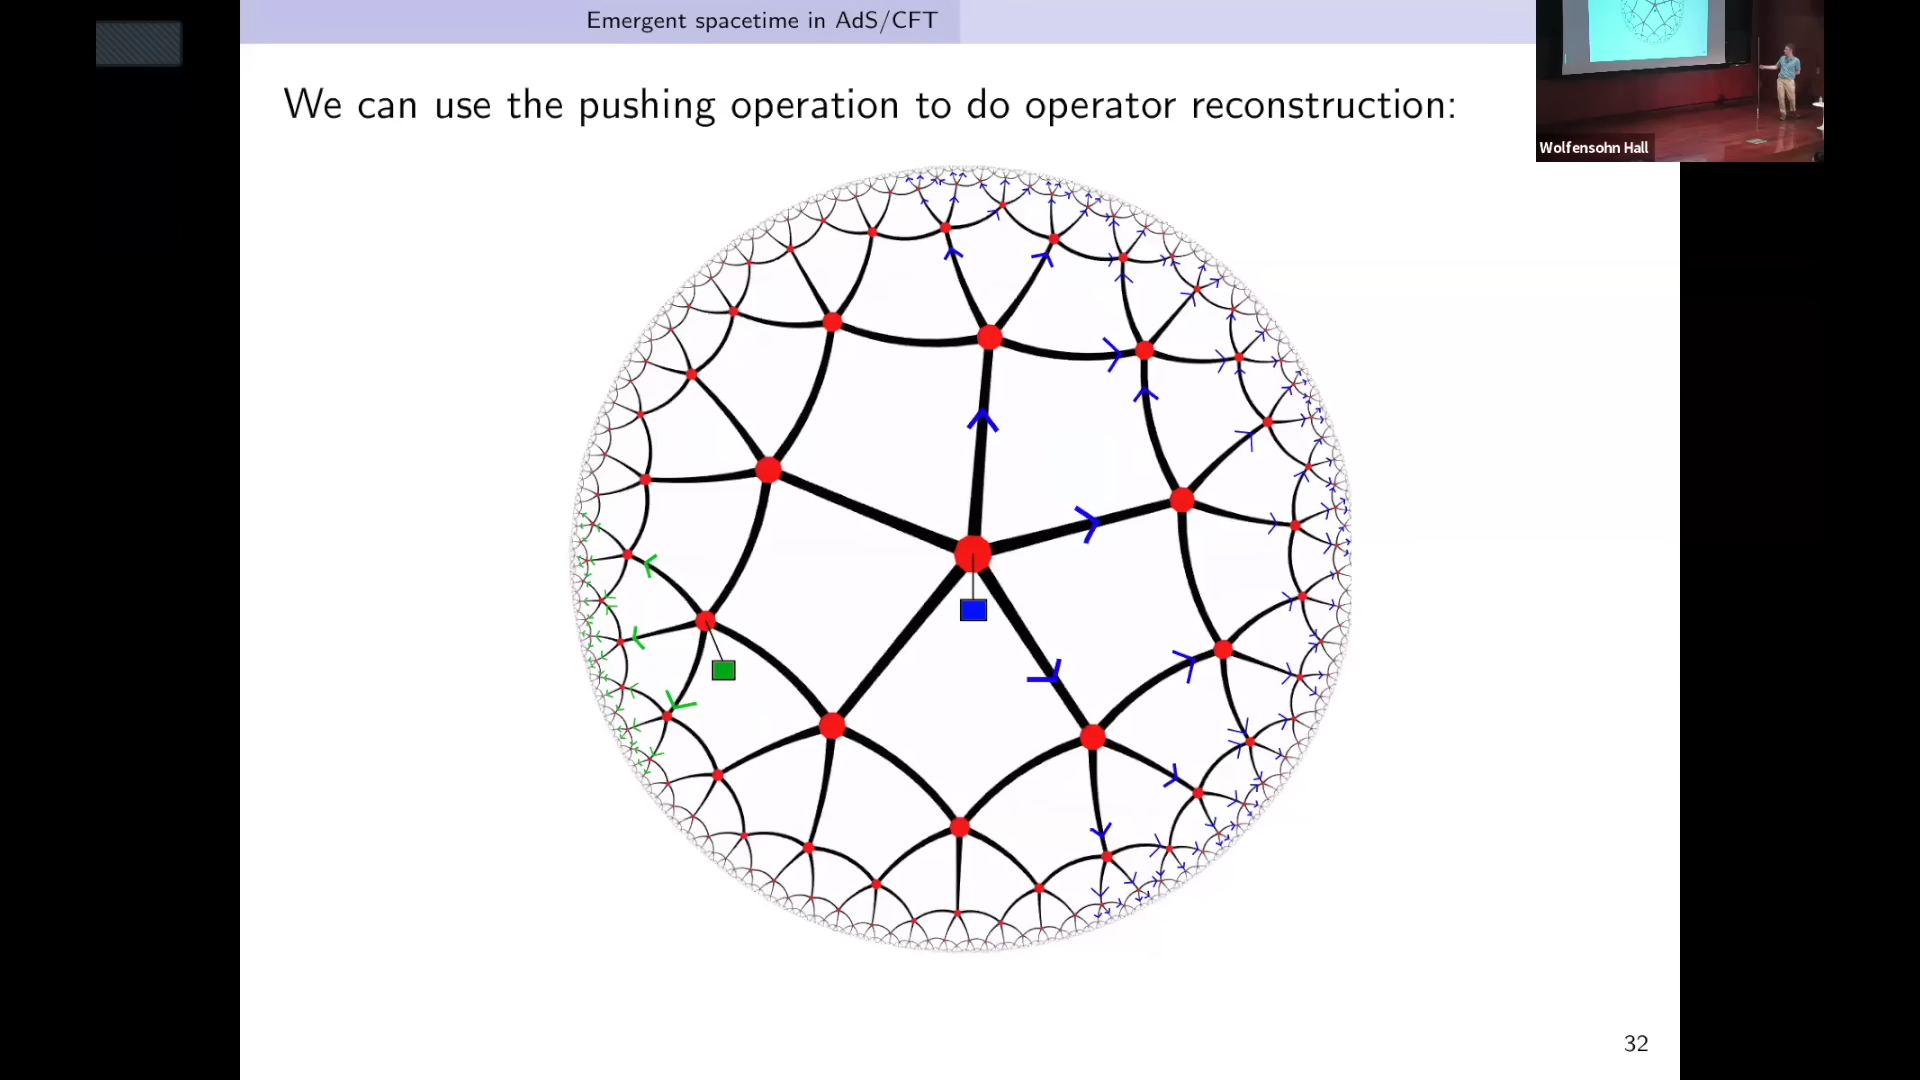 Emergent spacetime in AdS/CFT
We can use the pushing operation to do operator reconstruction:
Wolfensohn Hall
32